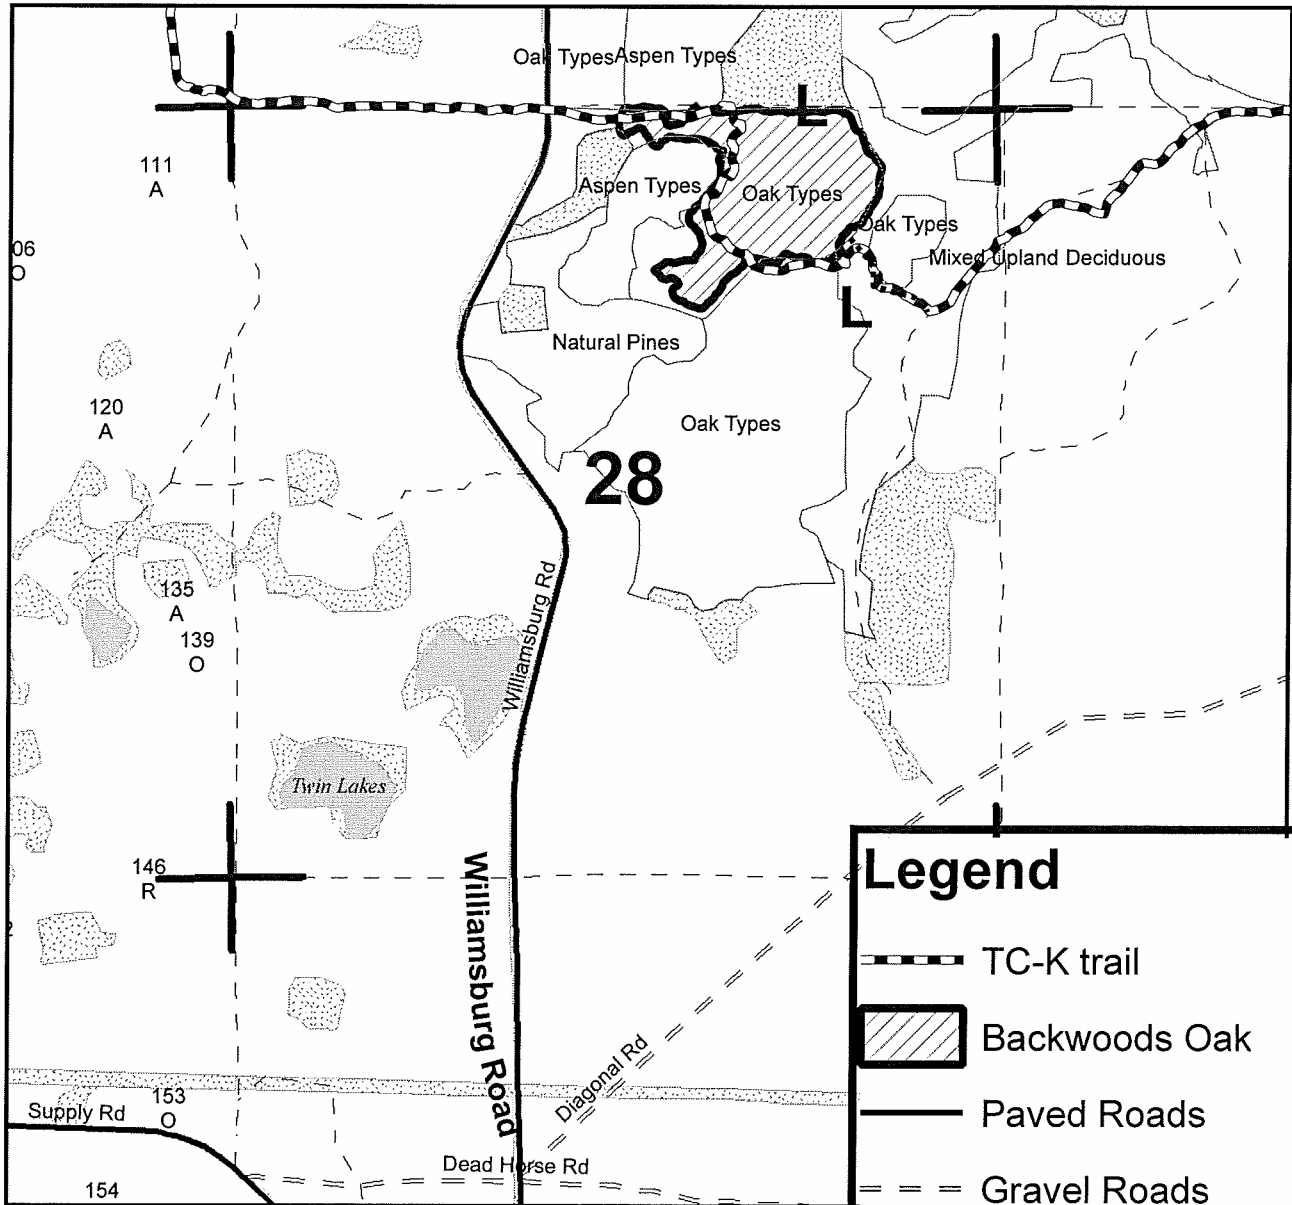 Oak Types Aspen Types
L
111
A
Aspen Types
Oak Types
Oak Types
06
O
Mixed Upland Deciduous
L
Natural Pines
120
A
Oak Types
28
135
A
139
O
Williamsburg Rd
Twin Lakes
146
R
Williamsburg Road
Diagonal Rd
Supply Rd
153
O
Dead Horse Rd
154
Legend
TC-K trail
Backwoods Oak
Paved Roads
Gravel Roads